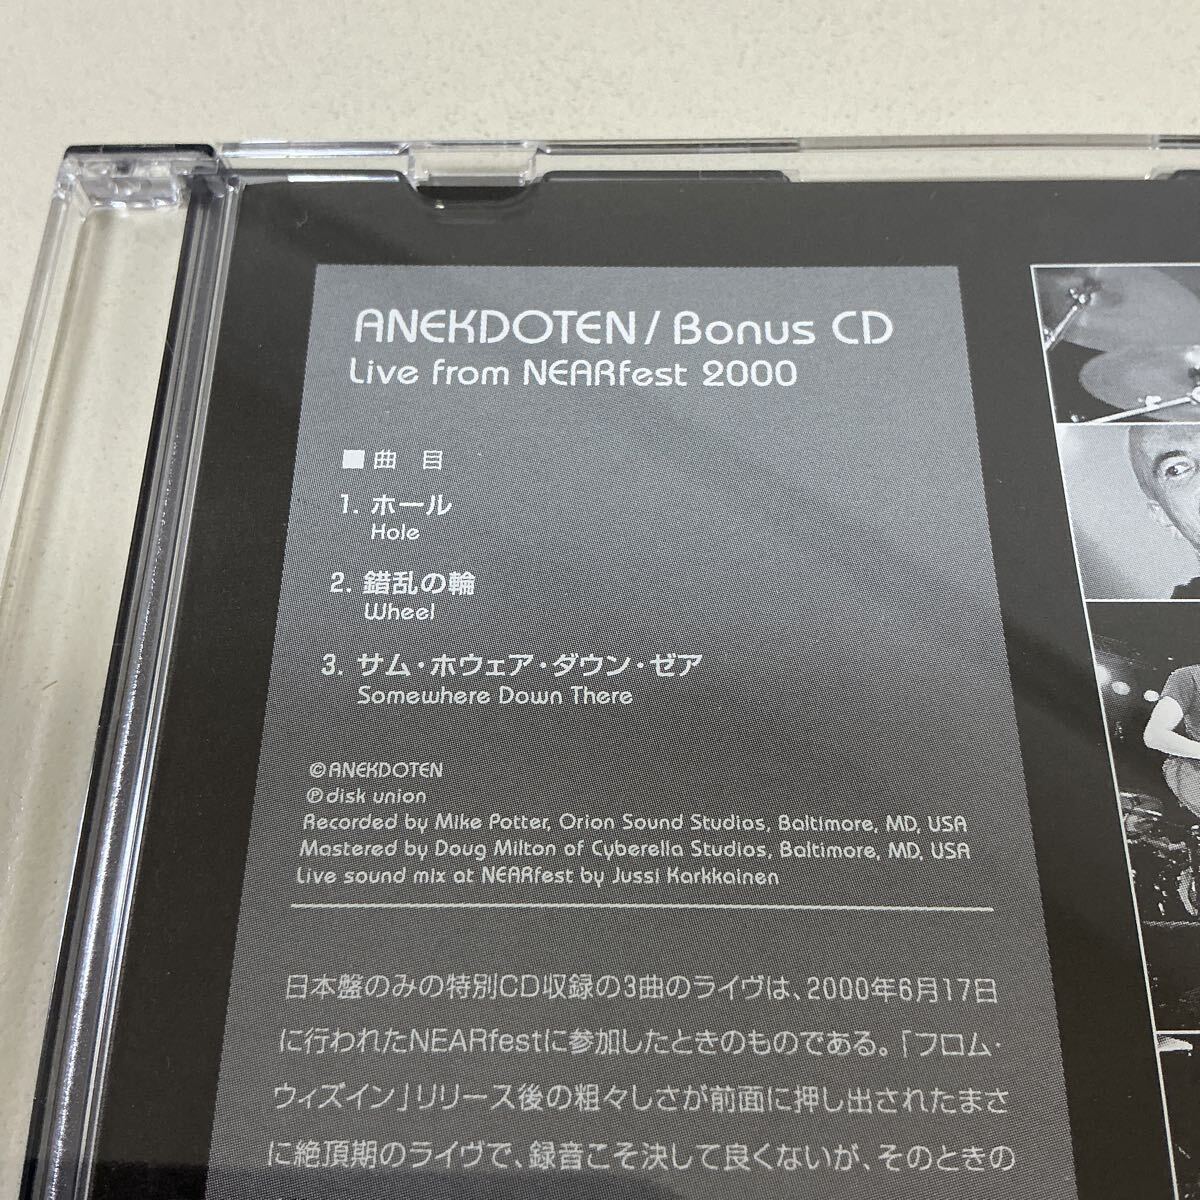 ANEKDOTEN / Bonus CD
Live from NEARfest 2000
■ 曲 目
1. ホール
Hole
2. 錯乱の輪
Wheel
3. サム・ホウェア・ダウン・ゼア
Somewhere Down There
©ANEKDOTEN
℗disk union
Recorded by Mike Potter, Orion Sound Studios, Baltimore, MD, USA
Mastered by Doug Milton of Cyberella Studios, Baltimore, MD, USA
Live sound mix at NEARfest by Jussi Karkkainen
日本盤のみの特別CD収録の3曲のライヴは、2000年6月17日
に行われたNEARfestに参加したときのものである。「フロム・
ウィズイン」リリース後の粗々しさが前面に押し出されたまさ
に絶頂期のライヴで、録音こそ決して良くないが、そのときの